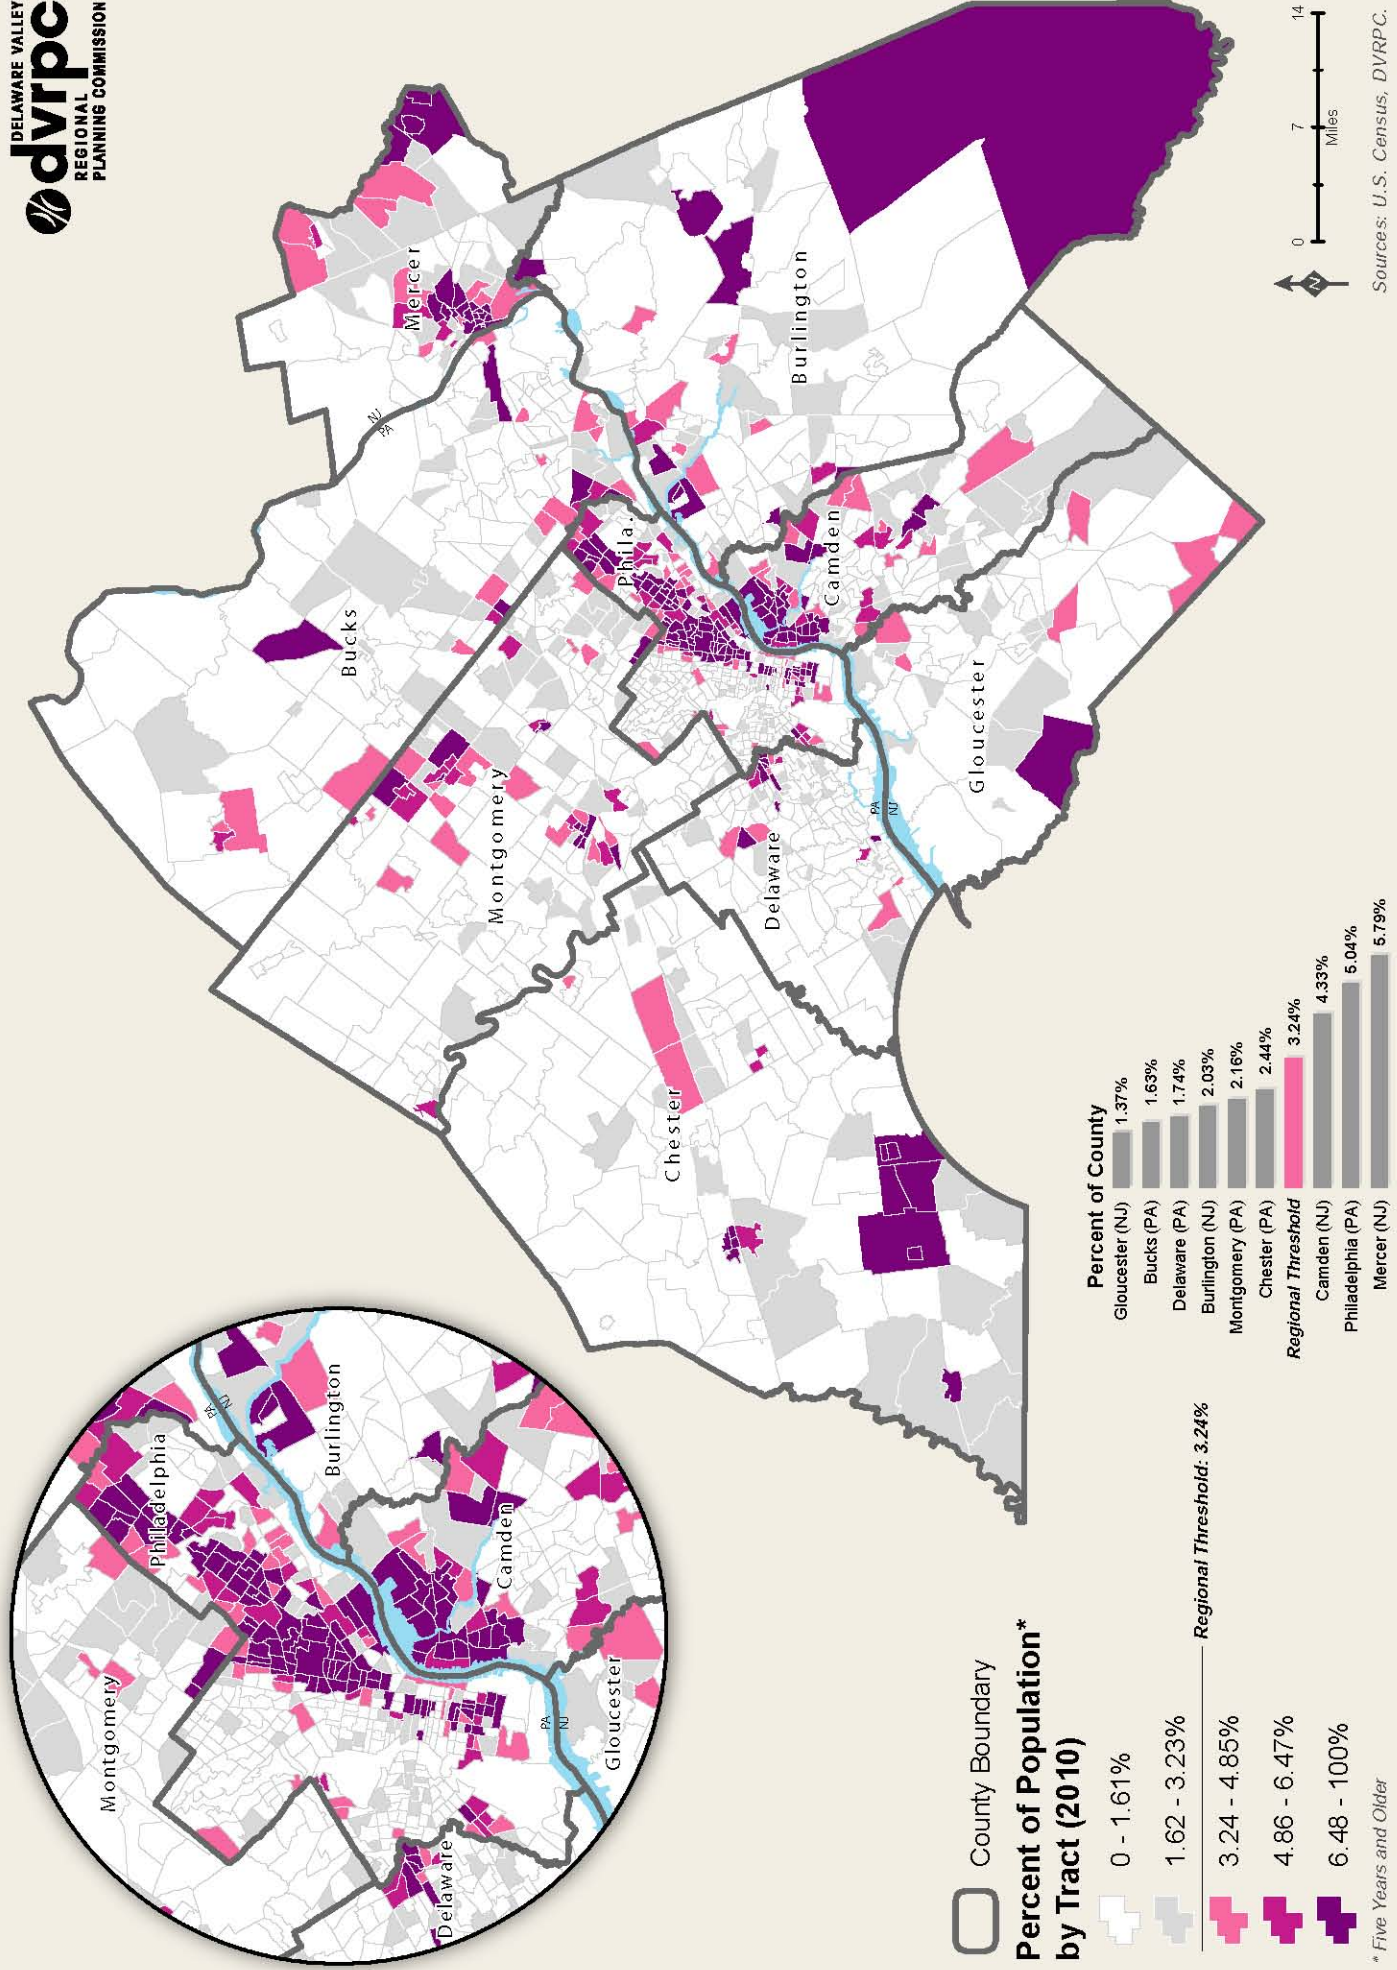 DELAWARE VALLEY
dvrpc
REGIONAL
PLANNING COMMISSION
Montgomery
Philadelphia
PA
NJ
Burlington
Camden
Delaware
PA
NJ
Gloucester
Bucks
NJ
PA
Mercer
Montgomery
Phila.
Chester
Delaware
Camden
Burlington
PA
NJ
Gloucester
County Boundary
Percent of Population*
by Tract (2010)
0 - 1.61%
1.62 - 3.23%
Regional Threshold: 3.24%
3.24 - 4.85%
4.86 - 6.47%
6.48 - 100%
* Five Years and Older
Percent of County
Gloucester (NJ) 1.37%
Bucks (PA) 1.63%
Delaware (PA) 1.74%
Burlington (NJ) 2.03%
Montgomery (PA) 2.16%
Chester (PA) 2.44%
Regional Threshold 3.24%
Camden (NJ) 4.33%
Philadelphia (PA) 5.04%
Mercer (NJ) 5.79%
N
0 7 14
Miles
Sources: U.S. Census, DVRPC.